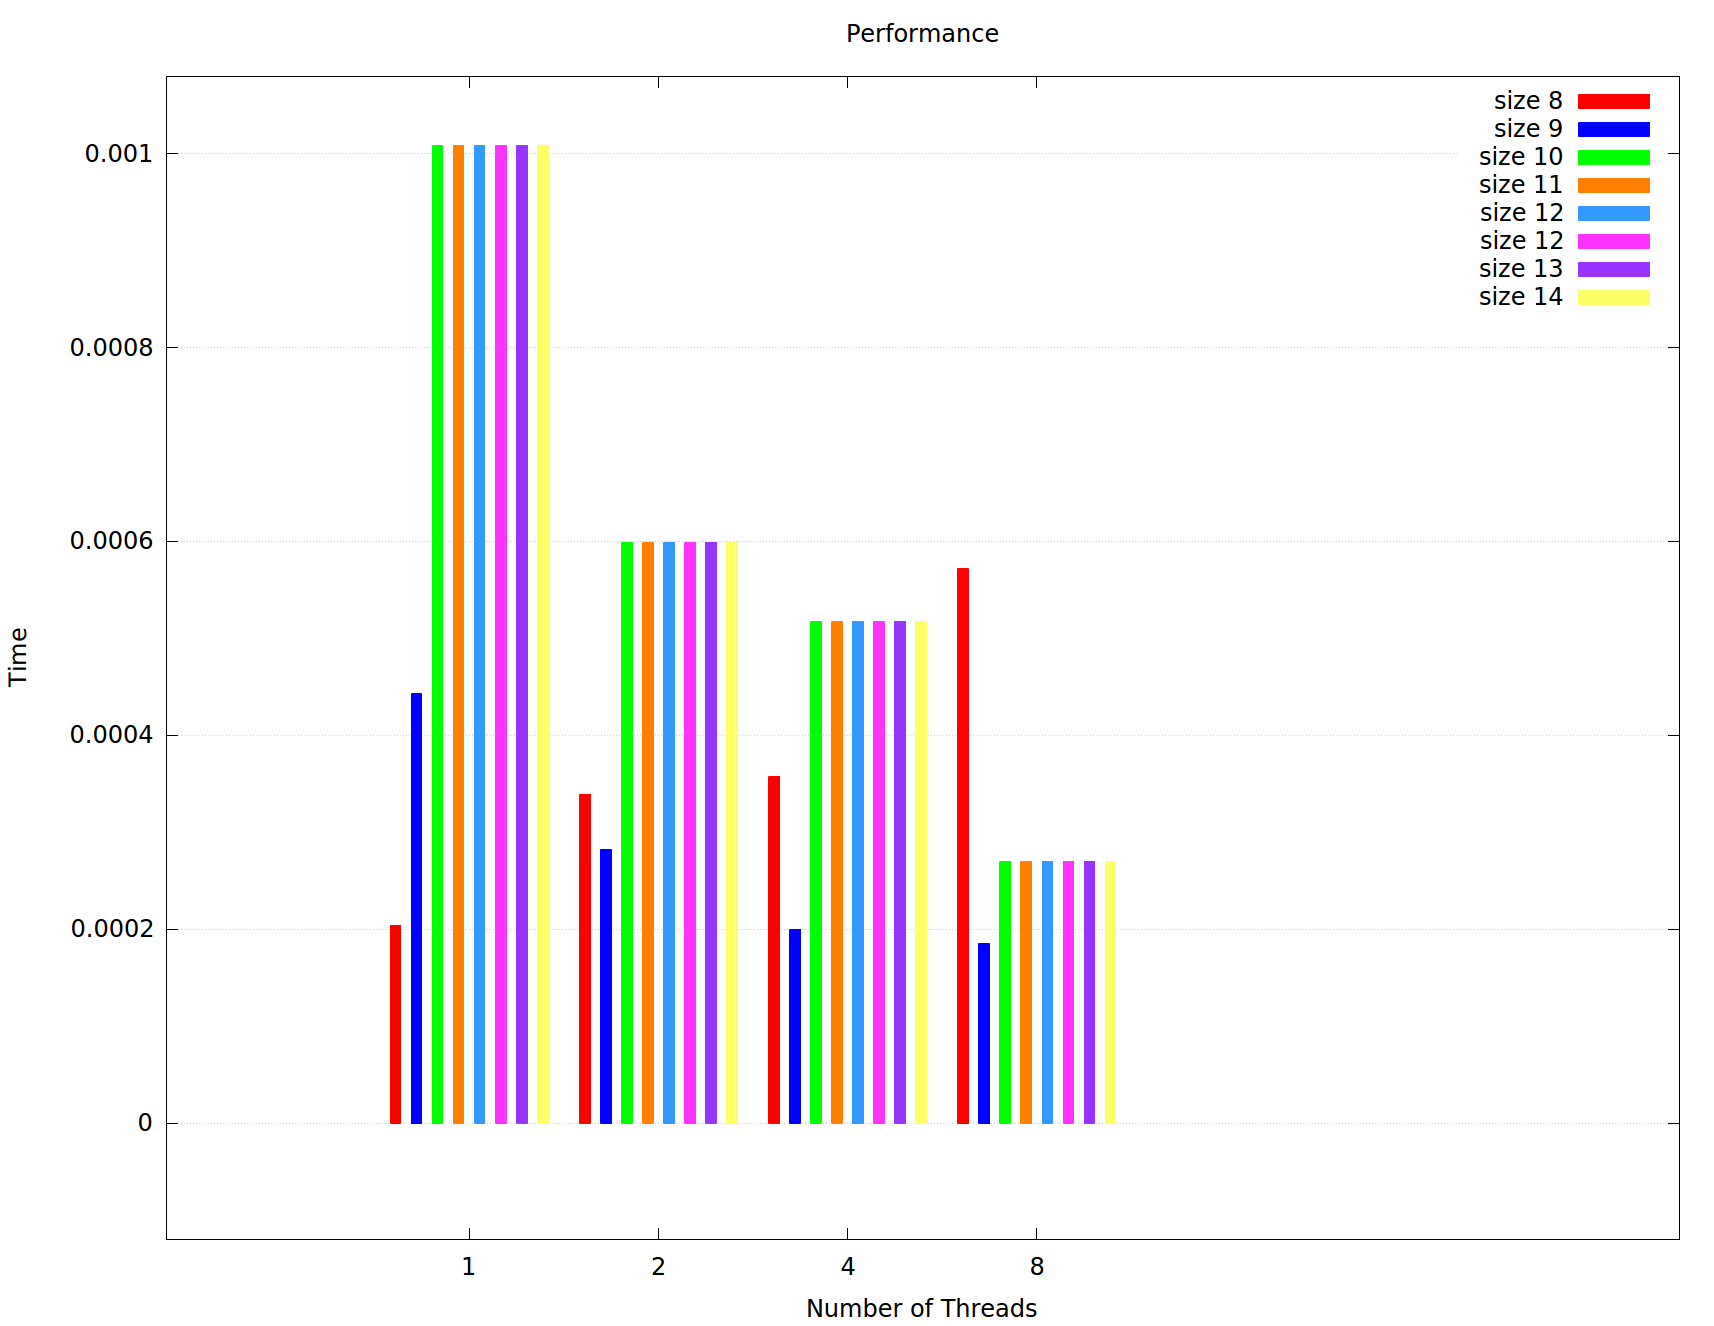 Performance
size 8
size 9
size 10
size 11
size 12
size 12
size 13
size 14
0.001
0.0008
0.0006
0.0004
0.0002
0
Time
1 2 4 8
Number of Threads